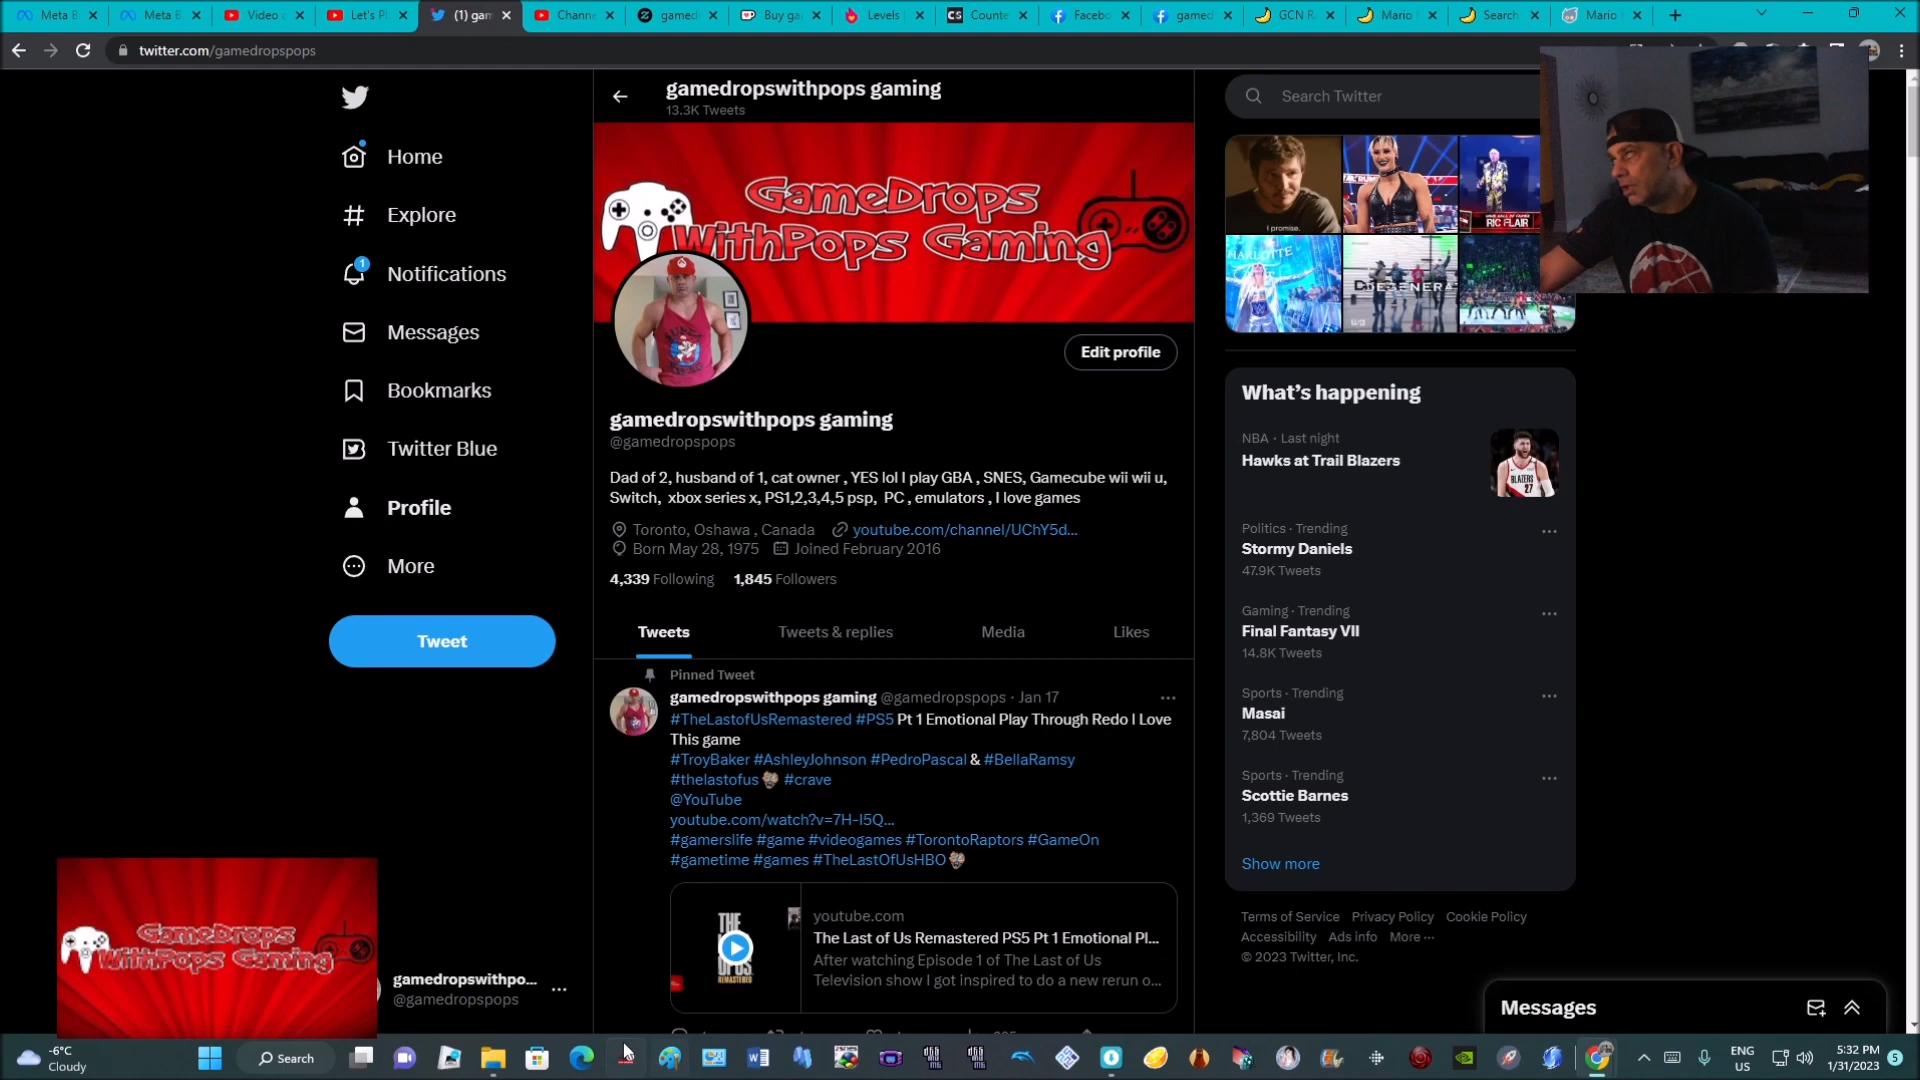 Meta B
Meta B
Video
Let's Pl
(1) gam
Channe
gamed
Buy ga
Levels
Counte
Facebo
gamed
GCN R
Mario
Search
Mario
twitter.com/gamedropspops
gamedropswithpops gaming
13.3K Tweets
Search Twitter
Home
Explore
1
Notifications
Messages
Bookmarks
Twitter Blue
Profile
More
Tweet
GameDrops
WithPops Gaming
Edit profile
gamedropswithpops gaming
@gamedropspops
Dad of 2, husband of 1, cat owner , YES lol I play GBA , SNES, Gamecube wii wii u,
Switch, xbox series x, PS1,2,3,4,5 psp, PC , emulators , I love games
Toronto, Oshawa , Canada youtube.com/channel/UChY5d...
Born May 28, 1975 Joined February 2016
4,339 Following 1,845 Followers
Tweets Tweets & replies Media Likes
Pinned Tweet
gamedropswithpops gaming @gamedropspops · Jan 17
#TheLastofUsRemastered #PS5 Pt 1 Emotional Play Through Redo I Love
This game
#TroyBaker #AshleyJohnson #PedroPascal & #BellaRamsy
#thelastofus #crave
@YouTube
youtube.com/watch?v=7H-I5Q...
#gamerslife #game #videogames #TorontoRaptors #GameOn
#gametime #games #TheLastOfUsHBO
THE
REMASTERED
youtube.com
The Last of Us Remastered PS5 Pt 1 Emotional Pl...
After watching Episode 1 of The Last of Us
Television show I got inspired to do a new rerun o...
I promise.
RIC FLAIR
What's happening
NBA · Last night
Hawks at Trail Blazers
BLAZERS
27
Politics · Trending
Stormy Daniels
47.9K Tweets
Gaming · Trending
Final Fantasy VII
14.8K Tweets
Sports · Trending
Masai
7,804 Tweets
Sports · Trending
Scottie Barnes
1,369 Tweets
Show more
Terms of Service Privacy Policy Cookie Policy
Accessibility Ads info More ···
© 2023 Twitter, Inc.
Messages
GameDrops
WithPops Gaming
gamedropswithpo...
@gamedropspops
-6°C
Cloudy
Search
ENG
US
5:32 PM
1/31/2023
5